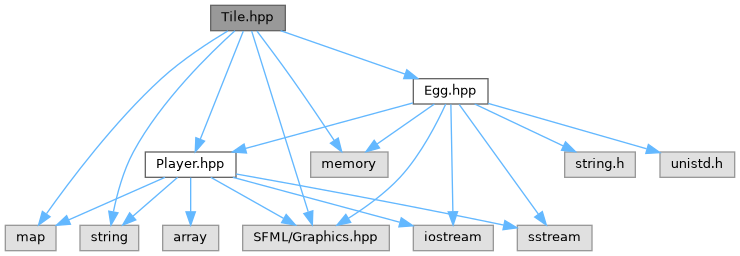 Tile.hpp
Egg.hpp
Player.hpp
memory
string.h
unistd.h
map
string
array
SFML/Graphics.hpp
iostream
sstream